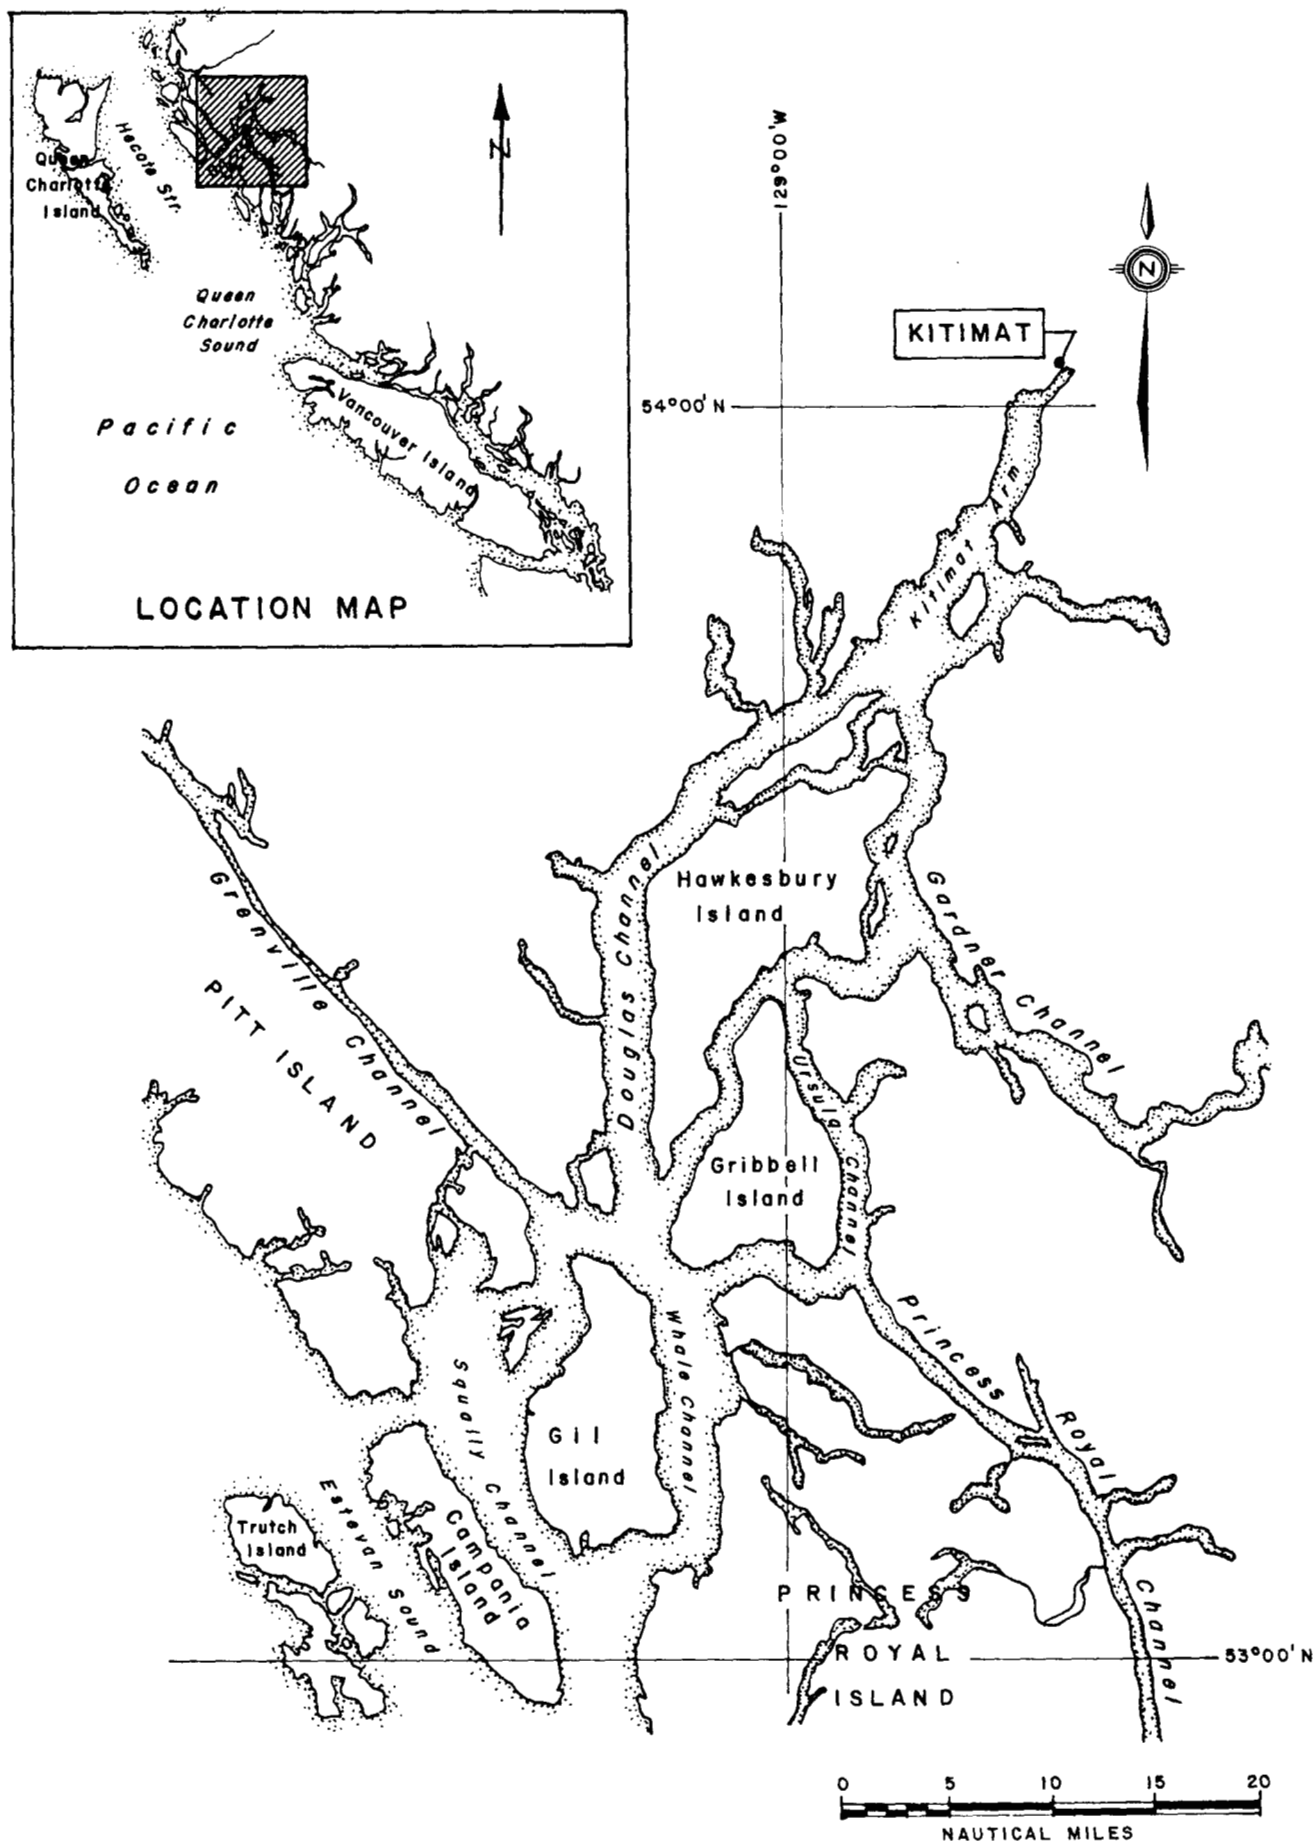 N
Queen
Charlotte
Island
Hecate Str.
Queen
Charlotte
Sound
Vancouver Island
Pacific
Ocean
LOCATION MAP
129°00'W
N
KITIMAT
54°00'N
Kitimat Arm
Grenville Channel
PITT ISLAND
Douglas Channel
Hawkesbury
Island
Gardner Channel
Ursula Channel
Gribbell
Island
Princess Royal Channel
Whale Channel
Squally Channel
Gil
Island
Estevan Sound
Campania
Island
Trutch
Island
PRINCESS
ROYAL
ISLAND
53°00'N
0 5 10 15 20
NAUTICAL MILES